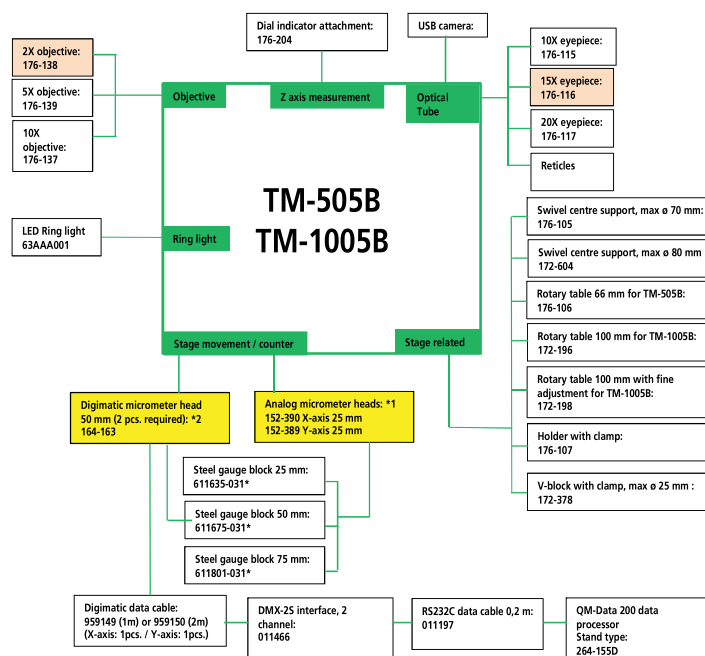 Dial indicator attachment:
176-204
USB camera:
2X objective:
176-138
5X objective:
176-139
10X
objective:
176-137
Objective
Z axis measurement
Optical
Tube
10X eyepiece:
176-115
15X eyepiece:
176-116
20X eyepiece:
176-117
Reticles
TM-505B
TM-1005B
LED Ring light
63AAA001
Ring light
Swivel centre support, max ø 70 mm:
176-105
Swivel centre support, max ø 80 mm
172-604
Rotary table 66 mm for TM-505B:
176-106
Rotary table 100 mm for TM-1005B:
172-196
Rotary table 100 mm with fine
adjustment for TM-1005B:
172-198
Holder with clamp:
176-107
V-block with clamp, max ø 25 mm :
172-378
Stage movement / counter
Stage related
Digimatic micrometer head
50 mm (2 pcs. required): *2
164-163
Analog micrometer heads: *1
152-390 X-axis 25 mm
152-389 Y-axis 25 mm
Steel gauge block 25 mm:
611635-031*
Steel gauge block 50 mm:
611675-031*
Steel gauge block 75 mm:
611801-031*
Digimatic data cable:
959149 (1m) or 959150 (2m)
(X-axis: 1pcs. / Y-axis: 1pcs.)
DMX-2S interface, 2
channel:
011466
RS232C data cable 0,2 m:
011197
QM-Data 200 data
processor
Stand type:
264-155D